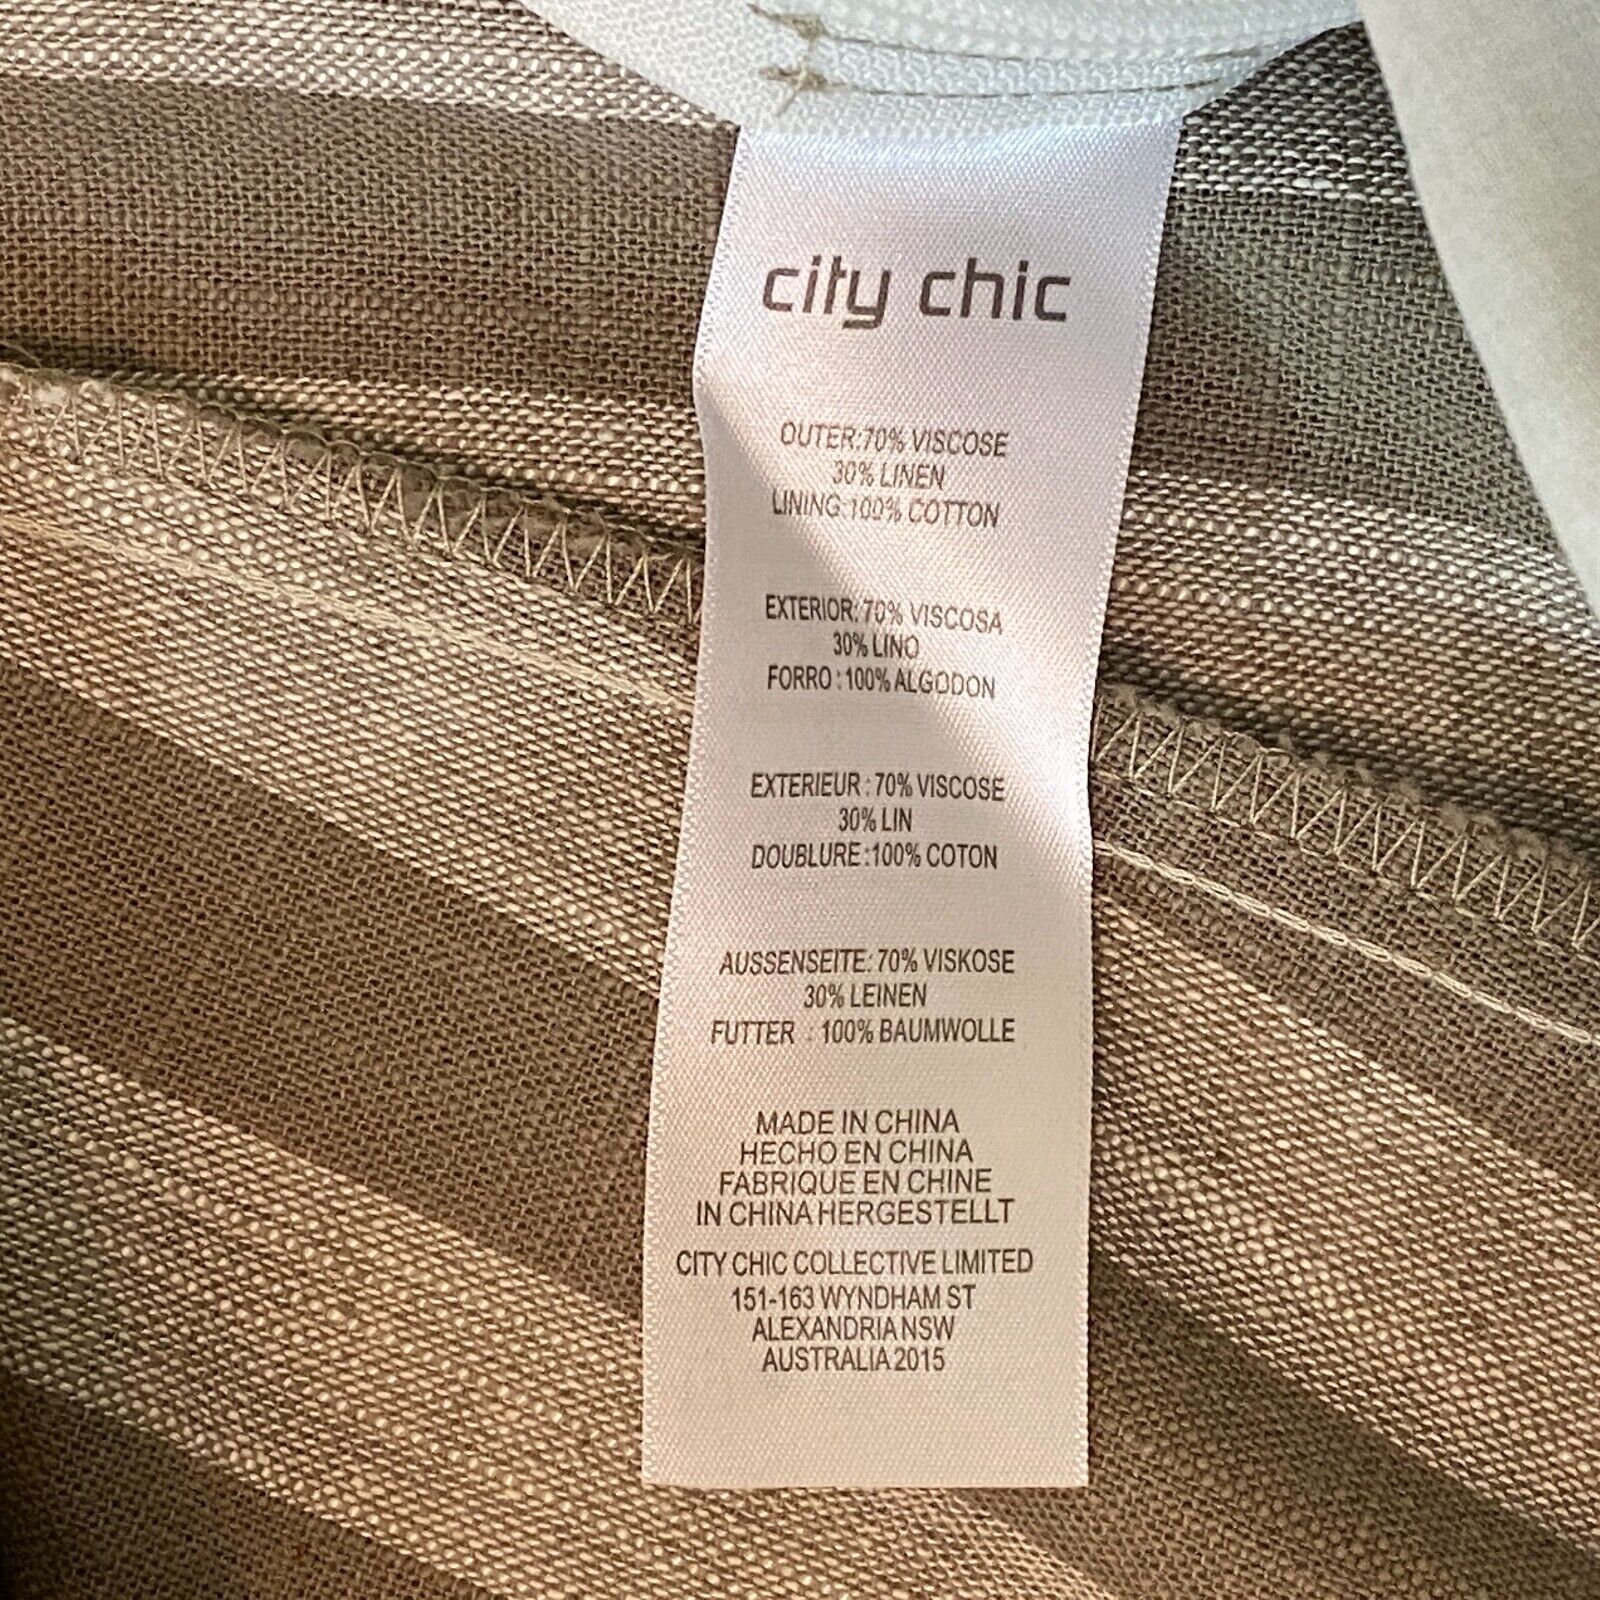 city chic
OUTER:70% VISCOSE
30% LINEN
LINING:100% COTTON
EXTERIOR:70% VISCOSA
30% LINO
FORRO:100% ALGODON
EXTERIEUR:70% VISCOSE
30% LIN
DOUBLURE:100% COTON
AUSSENSEITE:70% VISKOSE
30% LEINEN
FUTTER :100% BAUMWOLLE
MADE IN CHINA
HECHO EN CHINA
FABRIQUE EN CHINE
IN CHINA HERGESTELLT
CITY CHIC COLLECTIVE LIMITED
151-163 WYNDHAM ST
ALEXANDRIA NSW
AUSTRALIA 2015